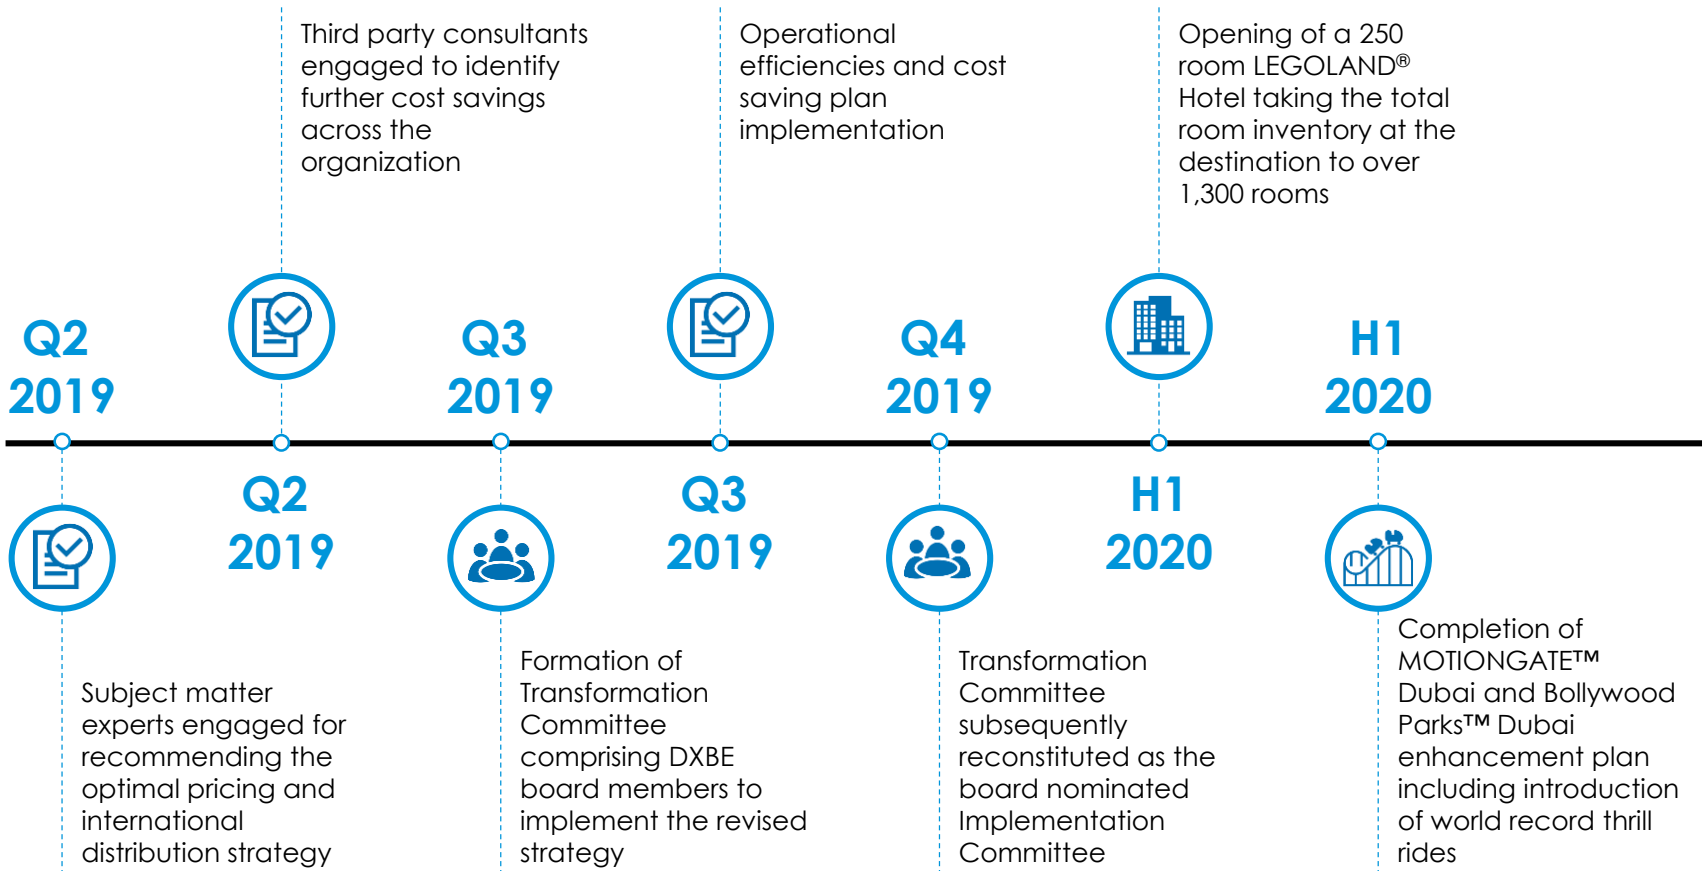 Third party consultants
engaged to identify
further cost savings
across the
organization
Operational
efficiencies and cost
saving plan
implementation
Opening of a 250
room LEGOLAND®
Hotel taking the total
room inventory at the
destination to over
1,300 rooms
Q2
2019
Q3
2019
Q4
2019
H1
2020
Q2
2019
Q3
2019
H1
2020
Subject matter
experts engaged for
recommending the
optimal pricing and
international
distribution strategy
Formation of
Transformation
Committee
comprising DXBE
board members to
implement the revised
strategy
Transformation
Committee
subsequently
reconstituted as the
board nominated
Implementation
Committee
Completion of
MOTIONGATE™
Dubai and Bollywood
Parks™ Dubai
enhancement plan
including introduction
of world record thrill
rides